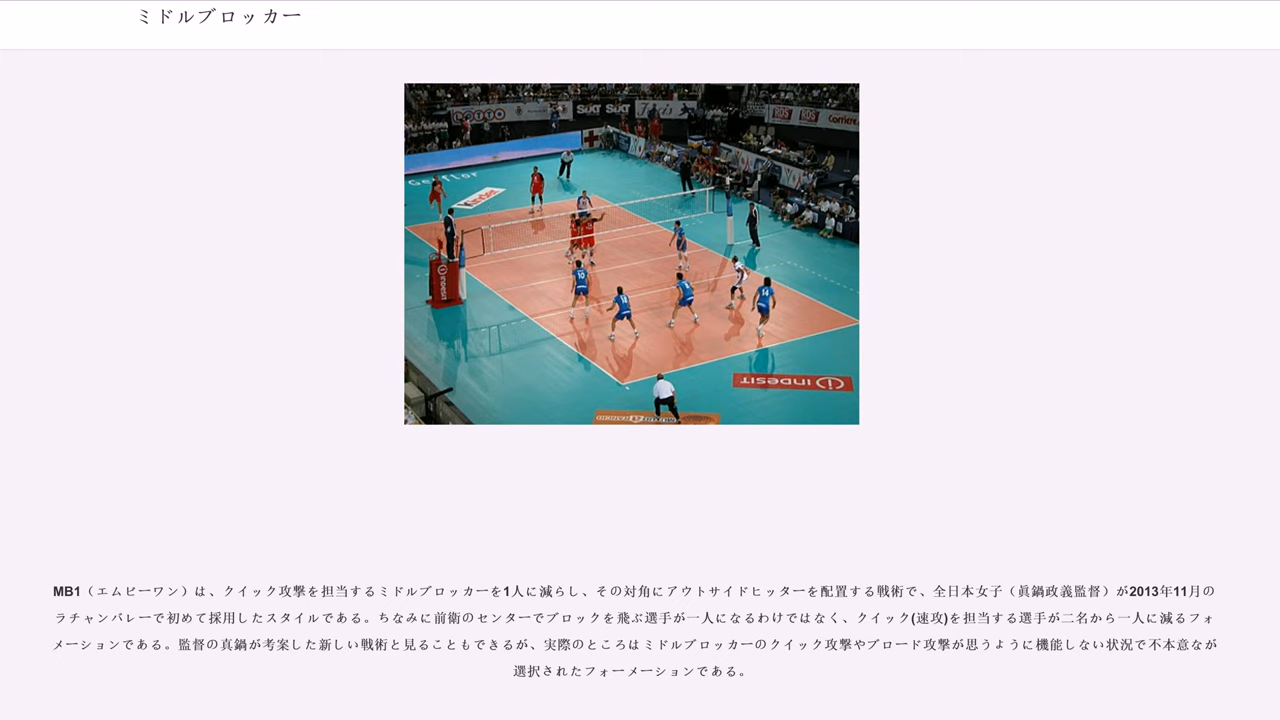 ミドルブロッカー
LOTTO
SiXT SiXT
RDS RDS
Corriere
Gerflor
Kinder
indesit
10
14
indesit
MB1（エムビーワン）は、クイック攻撃を担当するミドルブロッカーを1人に減らし、その対角にアウトサイドヒッターを配置する戦術で、全日本女子（眞鍋政義監督）が2013年11月の
ラチャンバレーで初めて採用したスタイルである。ちなみに前衛のセンターでブロックを飛ぶ選手が一人になるわけではなく、クイック(速攻)を担当する選手が二名から一人に減るフォ
メーションである。監督の真鍋が考案した新しい戦術と見ることもできるが、実際のところはミドルブロッカーのクイック攻撃やブロード攻撃が思うように機能しない状況で不本意なが
選択されたフォーメーションである。